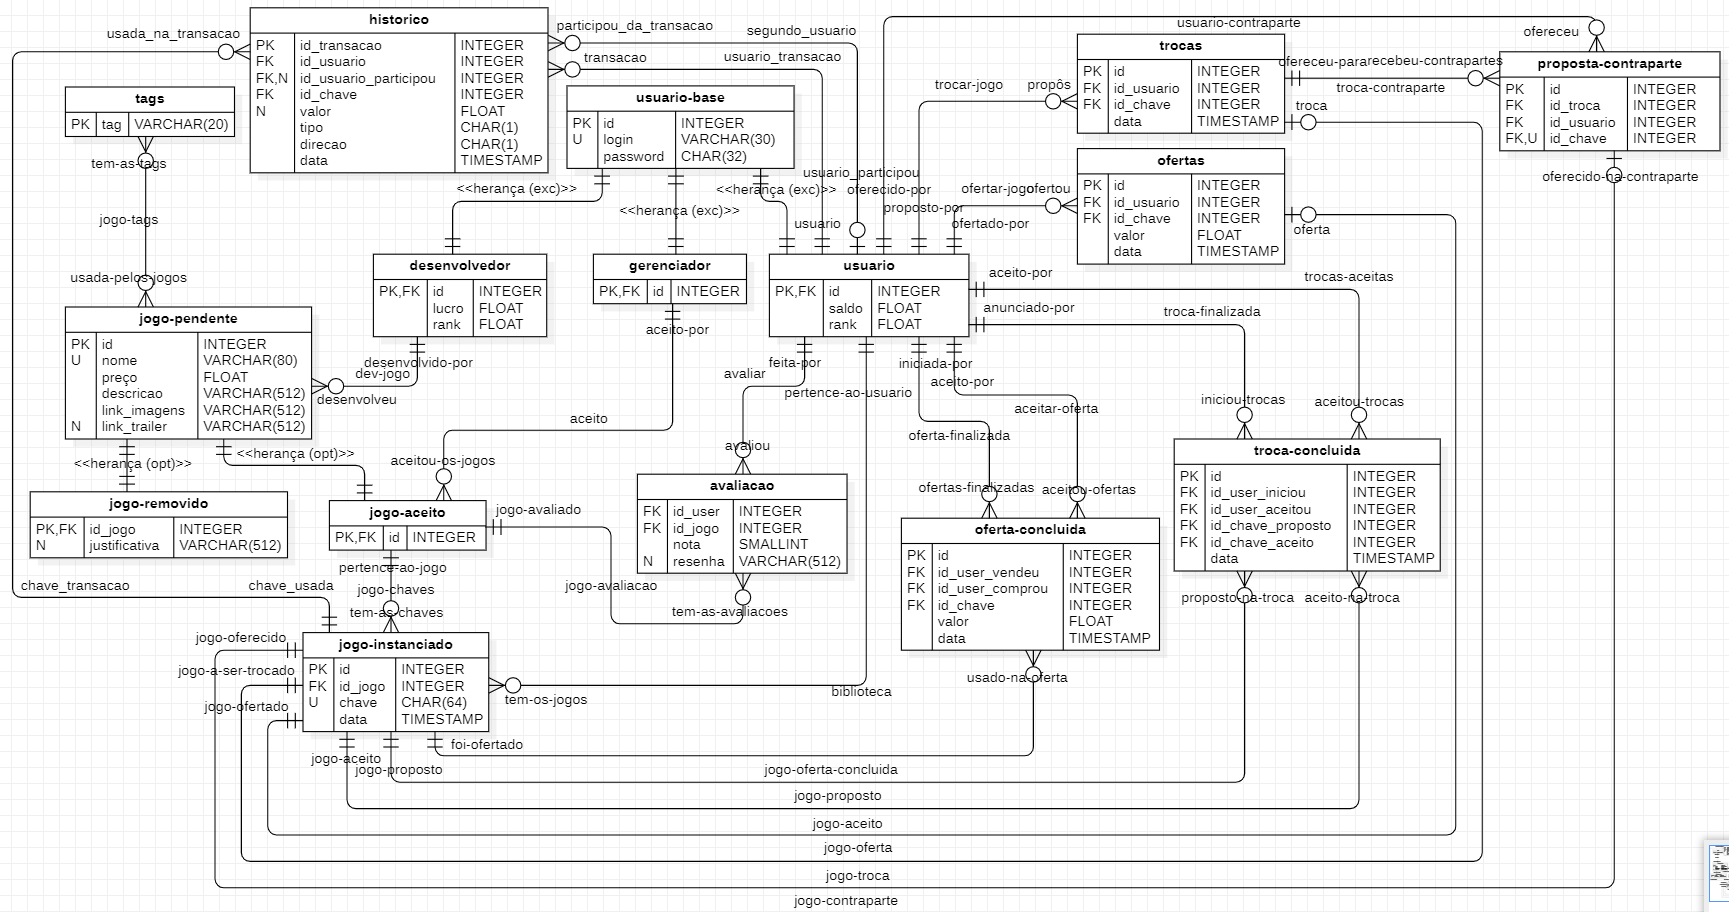 historico
PK id_transacao INTEGER
FK id_usuario INTEGER
FK,N id_usuario_participou INTEGER
FK id_chave INTEGER
N valor FLOAT
tipo CHAR(1)
direcao CHAR(1)
data TIMESTAMP
usada_na_transacao
participou_da_transacao
segundo_usuario
transacao
usuario_transacao
usuario-contraparte
ofereceu
tags
PK tag VARCHAR(20)
tem-as-tags
jogo-tags
usada-pelos-jogos
usuario-base
PK id INTEGER
U login VARCHAR(30)
password CHAR(32)
<<herança (exc)>>
<<herança (exc)>>
<<herança (exc)>>
trocas
PK id INTEGER
FK id_usuario INTEGER
FK id_chave INTEGER
data TIMESTAMP
trocar-jogo
propôs
ofereceu-para
recebeu-contrapartes
troca-contraparte
troca
proposta-contraparte
PK id INTEGER
FK id_troca INTEGER
FK id_usuario INTEGER
FK,U id_chave INTEGER
oferecido-na-contraparte
ofertas
PK id INTEGER
FK id_usuario INTEGER
FK id_chave INTEGER
valor FLOAT
data TIMESTAMP
ofertar-jogo
ofertou
oferta
usuario_participou
oferecido-por
proposto-por
ofertado-por
usuario
desenvolvedor
PK,FK id INTEGER
lucro FLOAT
rank FLOAT
desenvolvido-por
dev-jogo
desenvolveu
gerenciador
PK,FK id INTEGER
aceito-por
aceito
aceitou-os-jogos
usuario
PK,FK id INTEGER
saldo FLOAT
rank FLOAT
aceito-por
trocas-aceitas
anunciado-por
troca-finalizada
feita-por
avaliar
pertence-ao-usuario
iniciada-por
aceito-por
aceitar-oferta
oferta-finalizada
avaliou
ofertas-finalizadas
aceitou-ofertas
iniciou-trocas
aceitou-trocas
jogo-pendente
PK id INTEGER
U nome VARCHAR(80)
preço FLOAT
descricao VARCHAR(512)
link_imagens VARCHAR(512)
N link_trailer VARCHAR(512)
<<herança (opt)>>
<<herança (opt)>>
jogo-removido
PK,FK id_jogo INTEGER
N justificativa VARCHAR(512)
jogo-aceito
PK,FK id INTEGER
jogo-avaliado
pertence-ao-jogo
jogo-chaves
tem-as-chaves
avaliacao
FK id_user INTEGER
FK id_jogo INTEGER
nota SMALLINT
N resenha VARCHAR(512)
jogo-avaliacao
tem-as-avaliacoes
oferta-concluida
PK id INTEGER
FK id_user_vendeu INTEGER
FK id_user_comprou INTEGER
FK id_chave INTEGER
valor FLOAT
data TIMESTAMP
usado-na-oferta
troca-concluida
PK id INTEGER
FK id_user_iniciou INTEGER
FK id_user_aceitou INTEGER
FK id_chave_proposto INTEGER
FK id_chave_aceito INTEGER
data TIMESTAMP
proposto-na-troca
aceito-na-troca
chave_transacao
chave_usada
jogo-instanciado
PK id INTEGER
FK id_jogo INTEGER
U chave CHAR(64)
data TIMESTAMP
jogo-oferecido
jogo-a-ser-trocado
jogo-ofertado
tem-os-jogos
biblioteca
foi-ofertado
jogo-aceito
jogo-proposto
jogo-oferta-concluida
jogo-proposto
jogo-aceito
jogo-oferta
jogo-troca
jogo-contraparte